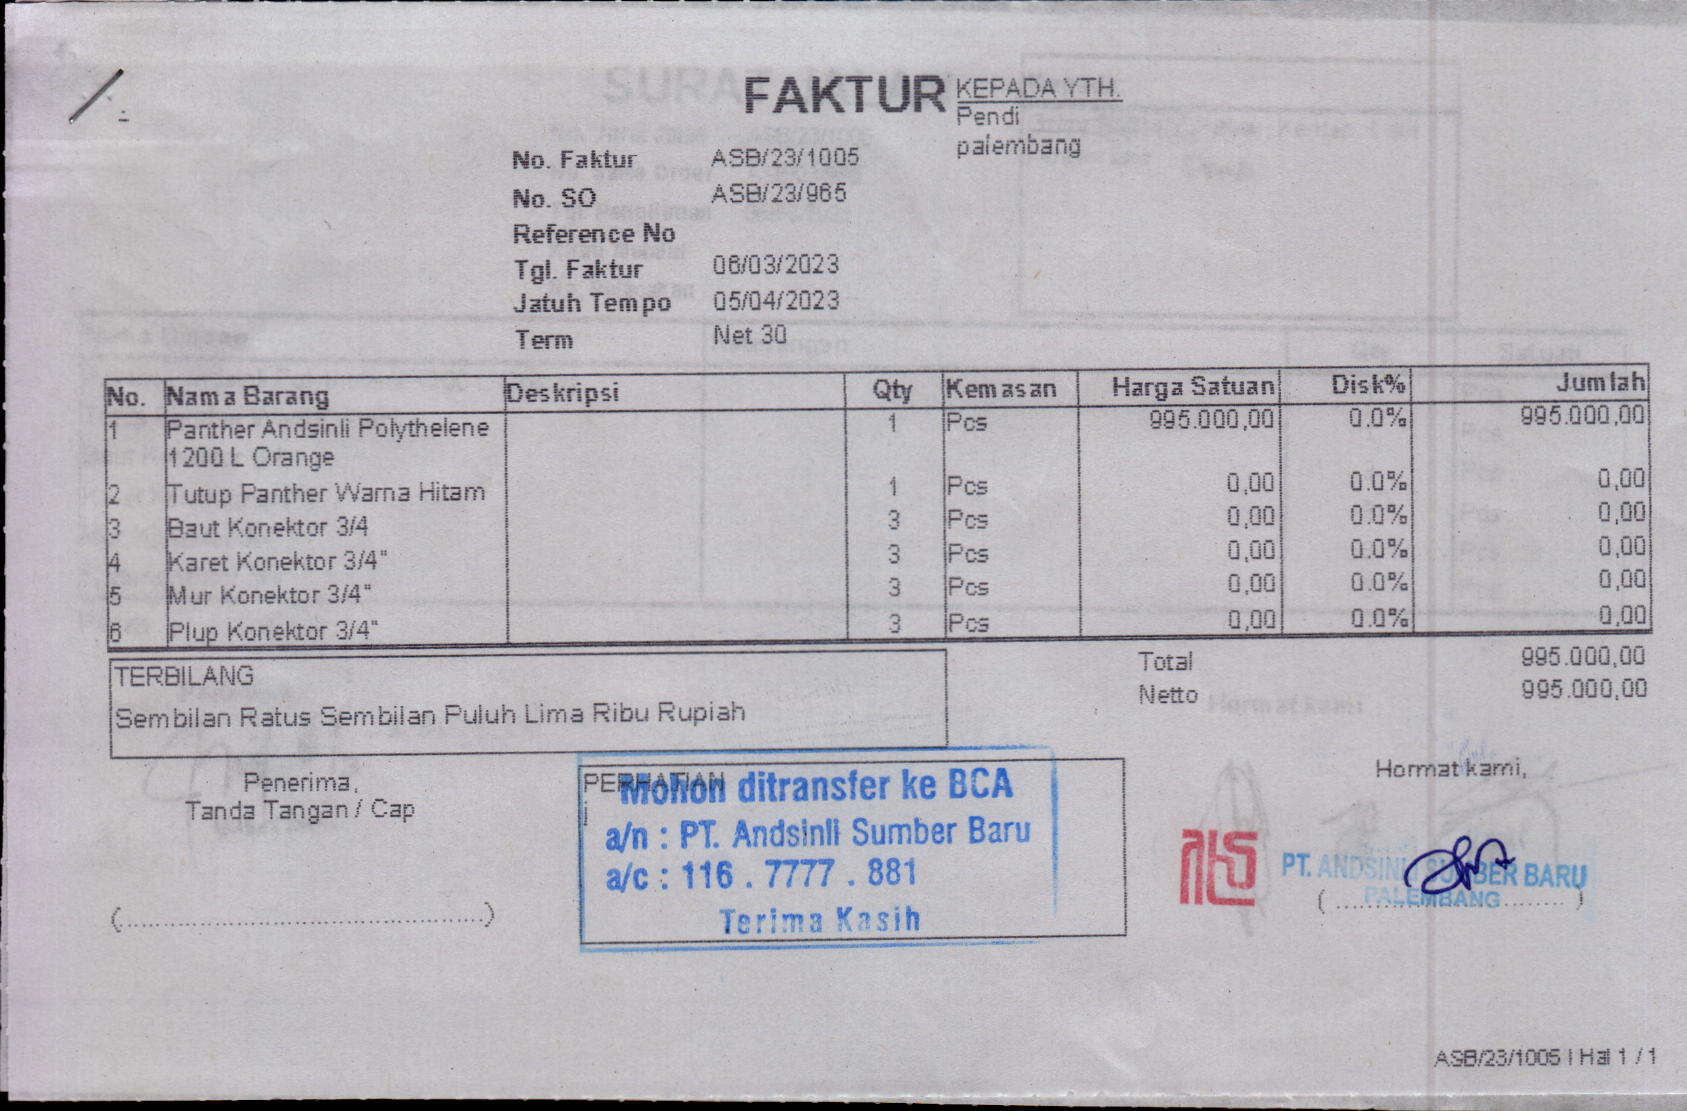 FAKTUR
KEPADA YTH.
Pendi
palembang
No. Faktur ASB/23/1005
No. SO ASB/23/965
Reference No
Tgl. Faktur 06/03/2023
Jatuh Tempo 05/04/2023
Term Net 30
No. Nama Barang Deskripsi Qty Kemasan Harga Satuan Disk% Jumlah
1 Panther Andsinli Polythelene 1 Pcs 995.000,00 0.0% 995.000,00
1200 L Orange
2 Tutup Panther Warna Hitam 1 Pcs 0,00 0.0% 0,00
3 Baut Konektor 3/4 3 Pcs 0,00 0.0% 0,00
4 Karet Konektor 3/4" 3 Pcs 0,00 0.0% 0,00
5 Mur Konektor 3/4" 3 Pcs 0,00 0.0% 0,00
6 Plup Konektor 3/4" 3 Pcs 0,00 0.0% 0,00
TERBILANG
Sembilan Ratus Sembilan Puluh Lima Ribu Rupiah
Total 995.000,00
Netto 995.000,00
Penerima,
Tanda Tangan / Cap
(....................................................)
PERHATIAN
Mohon ditransfer ke BCA
a/n : PT. Andsinli Sumber Baru
a/c : 116 . 7777 . 881
Terima Kasih
Hormat kami,
PT. ANDSINLI SUMBER BARU
PALEMBANG
ASB/23/1005 | Hal 1 / 1